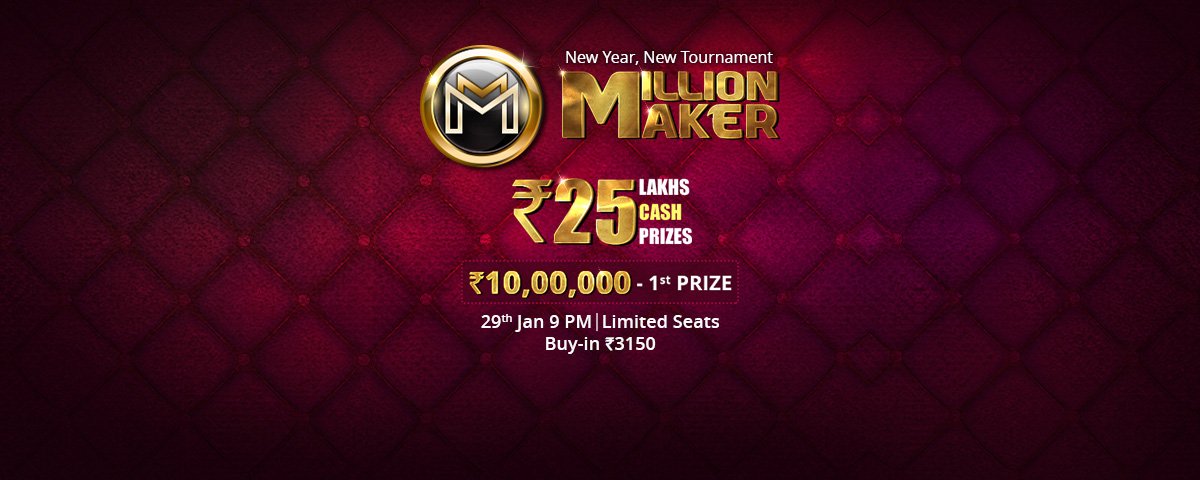 New Year, New Tournament
MILLION
MAKER
₹25 LAKHS
CASH
PRIZES
₹10,00,000 - 1st PRIZE
29th Jan 9 PM|Limited Seats
Buy-in ₹3150